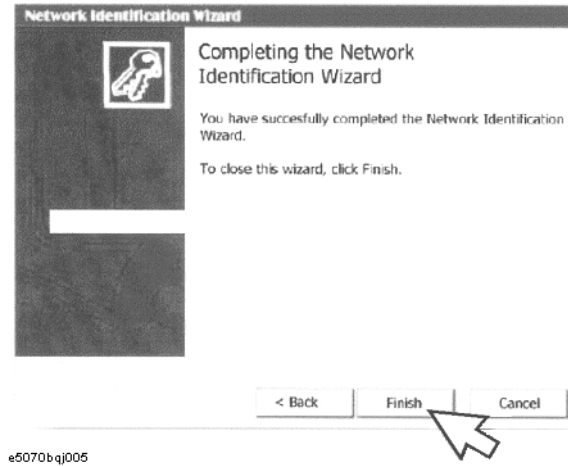 Network Identification Wizard
Completing the Network
Identification Wizard
You have succesfully completed the Network Identification
Wizard.
To close this wizard, click Finish.
< Back
Finish
Cancel
e5070bqj005